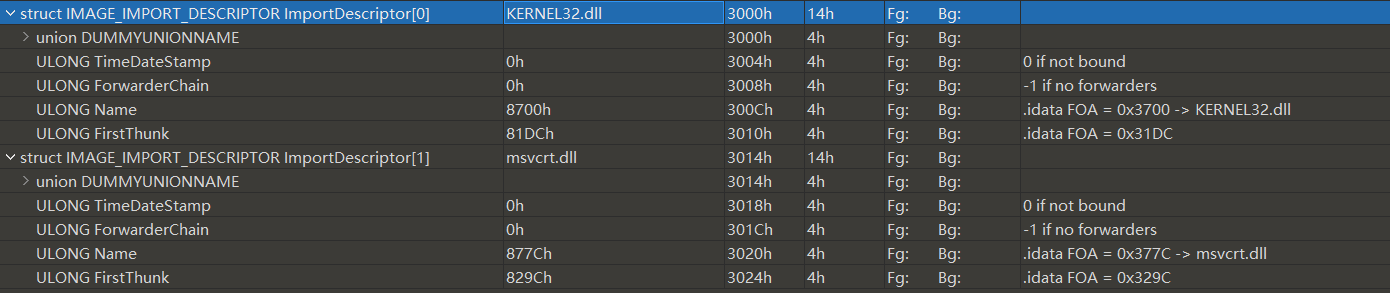 struct IMAGE_IMPORT_DESCRIPTOR ImportDescriptor[0] KERNEL32.dll 3000h 14h Fg: Bg:
union DUMMYUNIONNAME 3000h 4h Fg: Bg:
ULONG TimeDateStamp 0h 3004h 4h Fg: Bg: 0 if not bound
ULONG ForwarderChain 0h 3008h 4h Fg: Bg: -1 if no forwarders
ULONG Name 8700h 300Ch 4h Fg: Bg: .idata FOA = 0x3700 -> KERNEL32.dll
ULONG FirstThunk 81DCh 3010h 4h Fg: Bg: .idata FOA = 0x31DC
struct IMAGE_IMPORT_DESCRIPTOR ImportDescriptor[1] msvcrt.dll 3014h 14h Fg: Bg:
union DUMMYUNIONNAME 3014h 4h Fg: Bg:
ULONG TimeDateStamp 0h 3018h 4h Fg: Bg: 0 if not bound
ULONG ForwarderChain 0h 301Ch 4h Fg: Bg: -1 if no forwarders
ULONG Name 877Ch 3020h 4h Fg: Bg: .idata FOA = 0x377C -> msvcrt.dll
ULONG FirstThunk 829Ch 3024h 4h Fg: Bg: .idata FOA = 0x329C